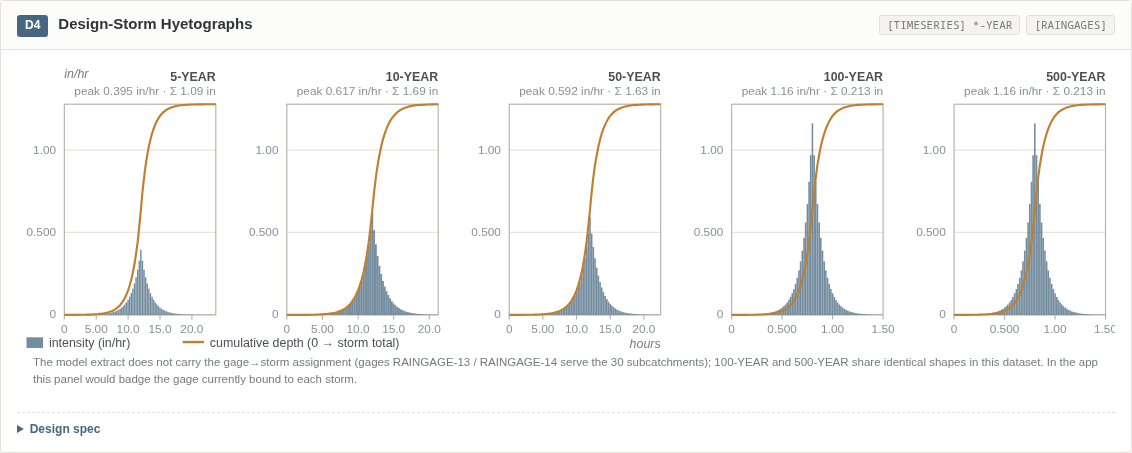 D4 Design-Storm Hyetographs [TIMESERIES] *-YEAR [RAINGAGES]
in/hr 5-YEAR 10-YEAR 50-YEAR 100-YEAR 500-YEAR
peak 0.395 in/hr · Σ 1.09 in peak 0.617 in/hr · Σ 1.69 in peak 0.592 in/hr · Σ 1.63 in peak 1.16 in/hr · Σ 0.213 in peak 1.16 in/hr · Σ 0.213 in
1.00 1.00 1.00 1.00 1.00
0.500 0.500 0.500 0.500 0.500
0 0 0 0 0
0 5.00 10.0 15.0 20.0 0 5.00 10.0 15.0 20.0 0 5.00 10.0 15.0 20.0 0 0.500 1.00 1.50 0 0.500 1.00 1.50
intensity (in/hr) cumulative depth (0 → storm total) hours
The model extract does not carry the gage→storm assignment (gages RAINGAGE-13 / RAINGAGE-14 serve the 30 subcatchments); 100-YEAR and 500-YEAR share identical shapes in this dataset. In the app
this panel would badge the gage currently bound to each storm.
Design spec